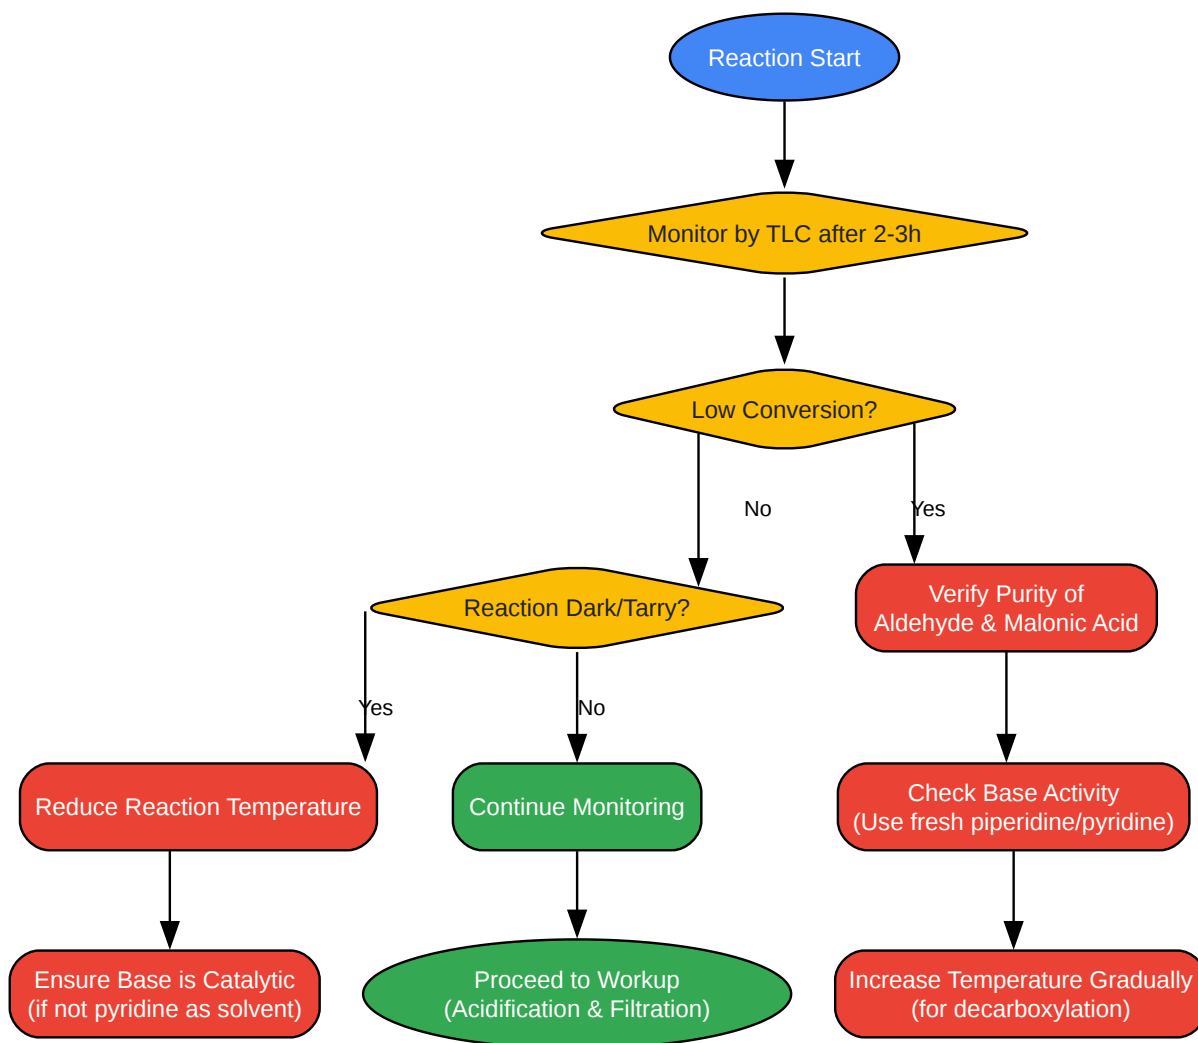 Reaction Start
Monitor by TLC after 2-3h
Low Conversion?
No
Yes
Verify Purity of
Aldehyde & Malonic Acid
Reaction Dark/Tarry?
Yes
No
Reduce Reaction Temperature
Continue Monitoring
Check Base Activity
(Use fresh piperidine/pyridine)
Ensure Base is Catalytic
(if not pyridine as solvent)
Proceed to Workup
(Acidification & Filtration)
Increase Temperature Gradually
(for decarboxylation)